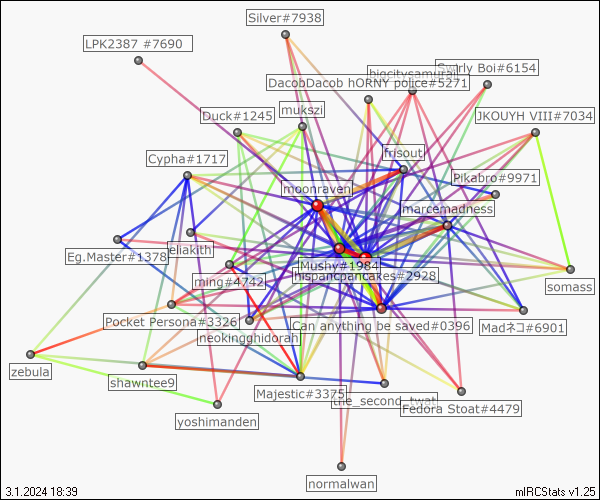 Silver#7938
LPK2387 #7690
Swirly Boi#6154
bigcitysamurai
DacobDacob hORNY police#5271
mukszi
Duck#1245
JKOUYH VIII#7034
Cypha#1717
frisout
Pikabro#9971
moonraven
marcemadness
eliakith
Eg.Master#1378
Mushy#1984
hispancpancakes#2928
ming#4742
somass
Pocket Persona#3326
Can anything be saved#0396
Madネコ#6901
neokingghidorah
zebula
shawntee9
Majestic#3375
the_second_twat
Fedora Stoat#4479
yoshimanden
normalwan
3.1.2024 18:39
mIRCStats v1.25